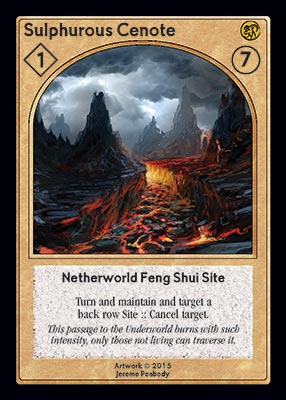 Sulphurous Cenote
1
7
Netherworld Feng Shui Site
Turn and maintain and target a
back row Site :: Cancel target.
This passage to the Underworld burns with such
intensity, only those not living can traverse it.
Artwork © 2015
Jereme Peabody